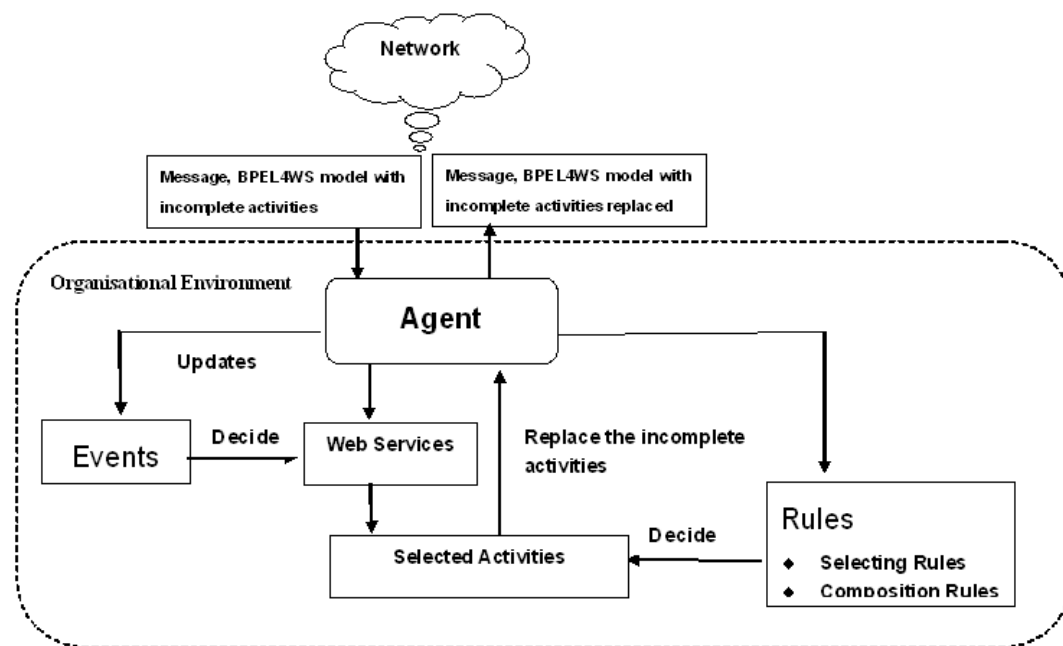 Network
Message, BPEL4WS model with
incomplete activities
Message, BPEL4WS model with
incomplete activities replaced
Organisational Environment
Agent
Updates
Events
Decide
Web Services
Replace the incomplete
activities
Selected Activities
Decide
Rules
◆ Selecting Rules
◆ Composition Rules